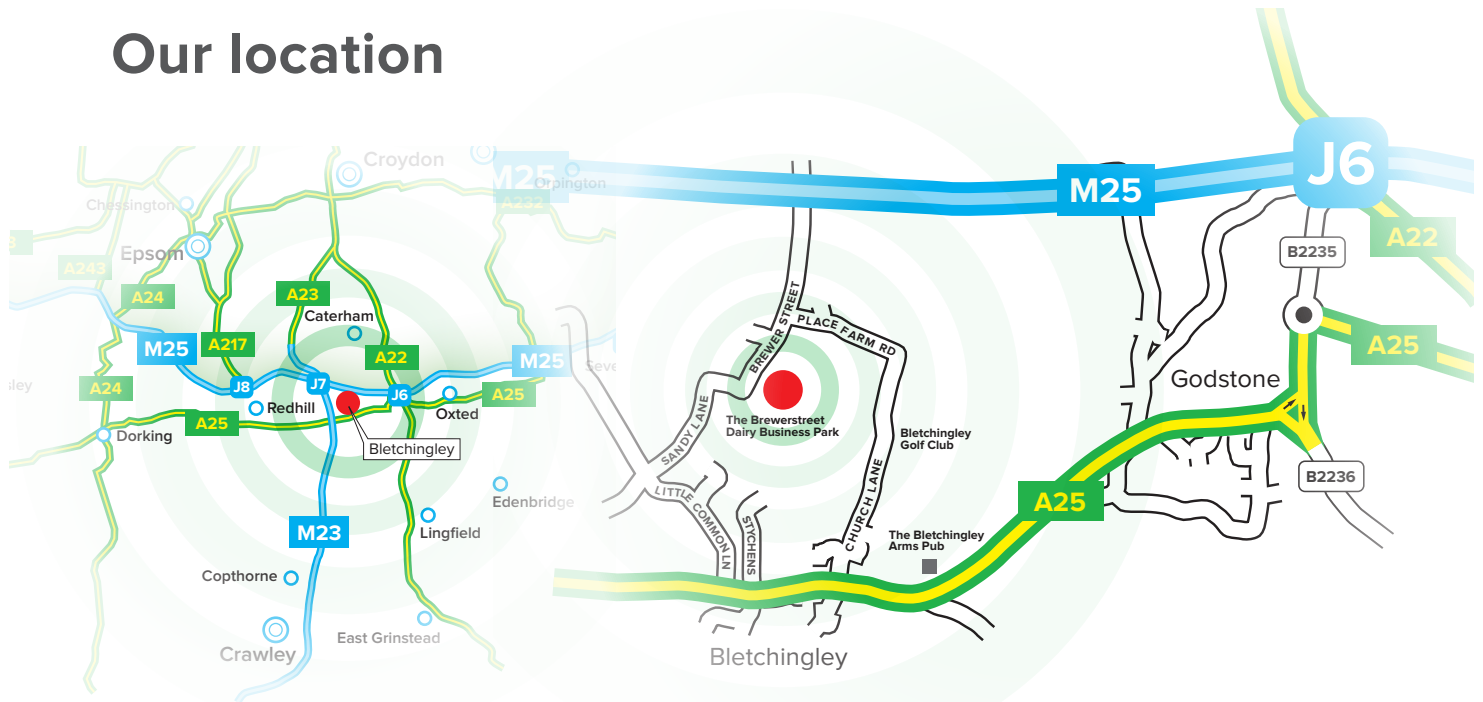 Our location
Croydon
Orpington
A232
Chessington
Epsom
A243
A24
A23
Caterham
M25
A217
A22
M25
J8
J7
J6
A24
Redhill
A25
Oxted
A25
Dorking
Bletchingley
Edenbridge
M23
Lingfield
Copthorne
East Grinstead
Crawley
M25
M25
J6
A22
B2235
A25
BREWER STREET
PLACE FARM RD
Godstone
SANDY LANE
The Brewerstreet
Dairy Business Park
Bletchingley
Golf Club
B2236
LITTLE COMMON LN
STYCHENS
CHURCH LANE
A25
The Bletchingley
Arms Pub
Bletchingley